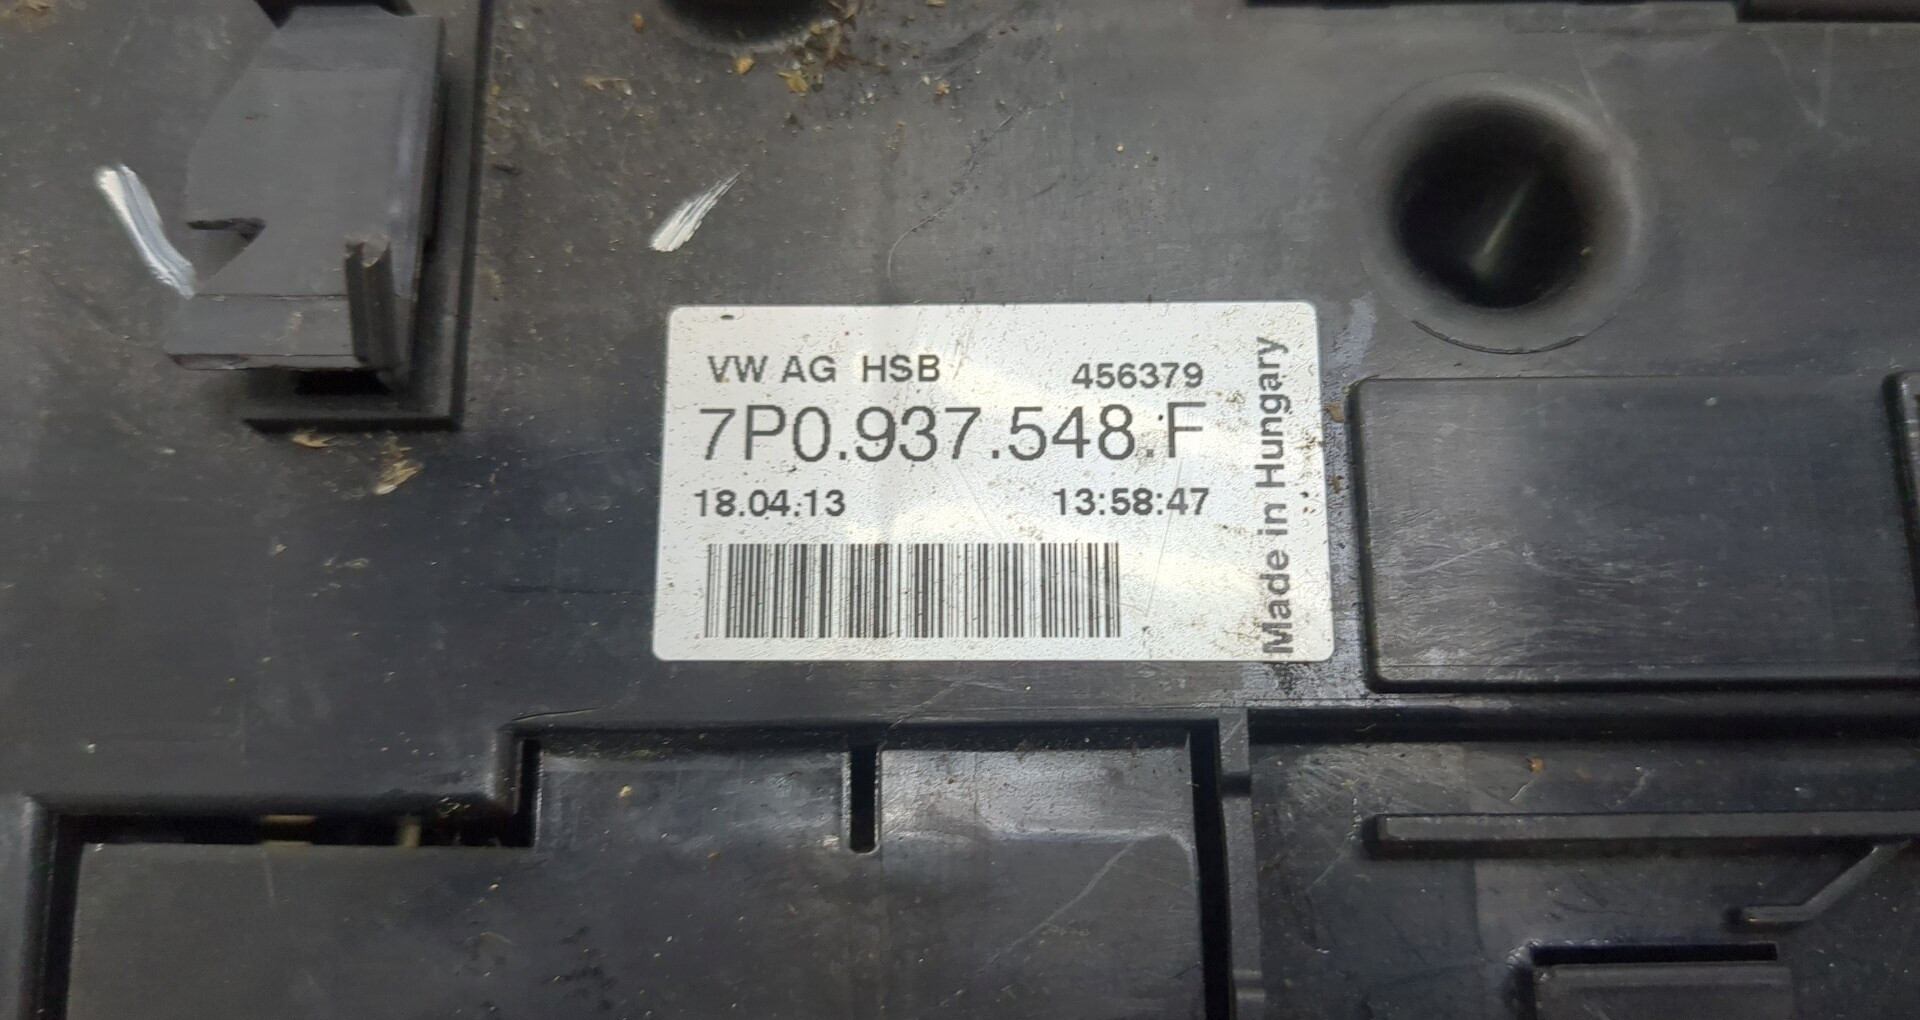 VW AG HSB 456379
7P0.937.548.F
18.04.13 13:58:47
Made in Hungary